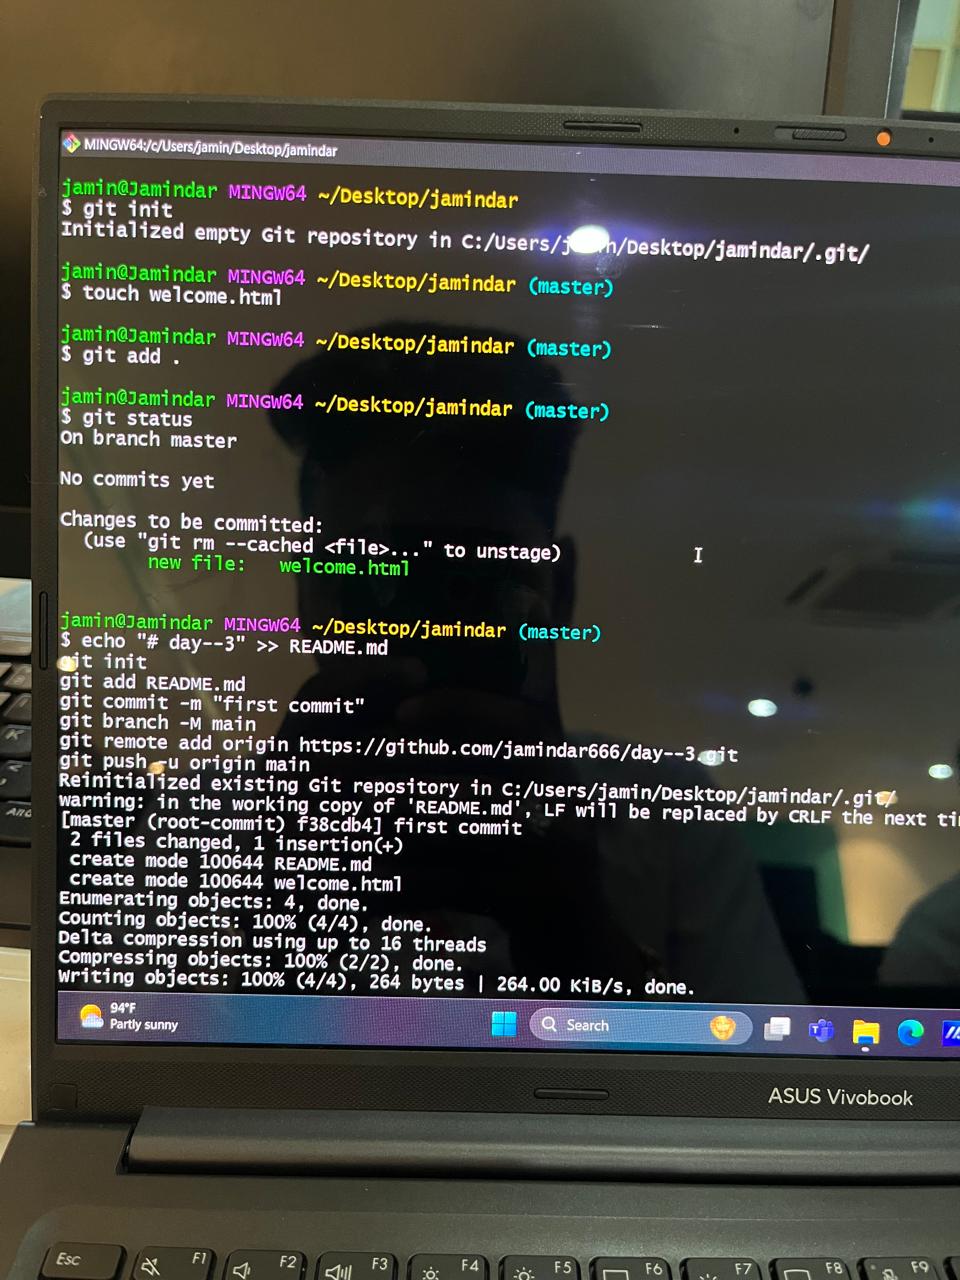 MINGW64:/c/Users/jamin/Desktop/jamindar
jamin@Jamindar MINGW64 ~/Desktop/jamindar
$ git init
Initialized empty Git repository in C:/Users/jamin/Desktop/jamindar/.git/
jamin@Jamindar MINGW64 ~/Desktop/jamindar (master)
$ touch welcome.html
jamin@Jamindar MINGW64 ~/Desktop/jamindar (master)
$ git add .
jamin@Jamindar MINGW64 ~/Desktop/jamindar (master)
$ git status
On branch master
No commits yet
Changes to be committed:
(use "git rm --cached <file>..." to unstage)
new file:   welcome.html
jamin@Jamindar MINGW64 ~/Desktop/jamindar (master)
$ echo "# day--3" >> README.md
git init
git add README.md
git commit -m "first commit"
git branch -M main
git remote add origin https://github.com/jamindar666/day--3.git
git push -u origin main
Reinitialized existing Git repository in C:/Users/jamin/Desktop/jamindar/.git/
warning: in the working copy of 'README.md', LF will be replaced by CRLF the next
[master (root-commit) f38cdb4] first commit
2 files changed, 1 insertion(+)
create mode 100644 README.md
create mode 100644 welcome.html
Enumerating objects: 4, done.
Counting objects: 100% (4/4), done.
Delta compression using up to 16 threads
Compressing objects: 100% (2/2), done.
Writing objects: 100% (4/4), 264 bytes | 264.00 KiB/s, done.
94°F
Partly sunny
Search
ASUS Vivobook
Esc F1 F2 F3 F4 F5 F6 F7 F8 F9